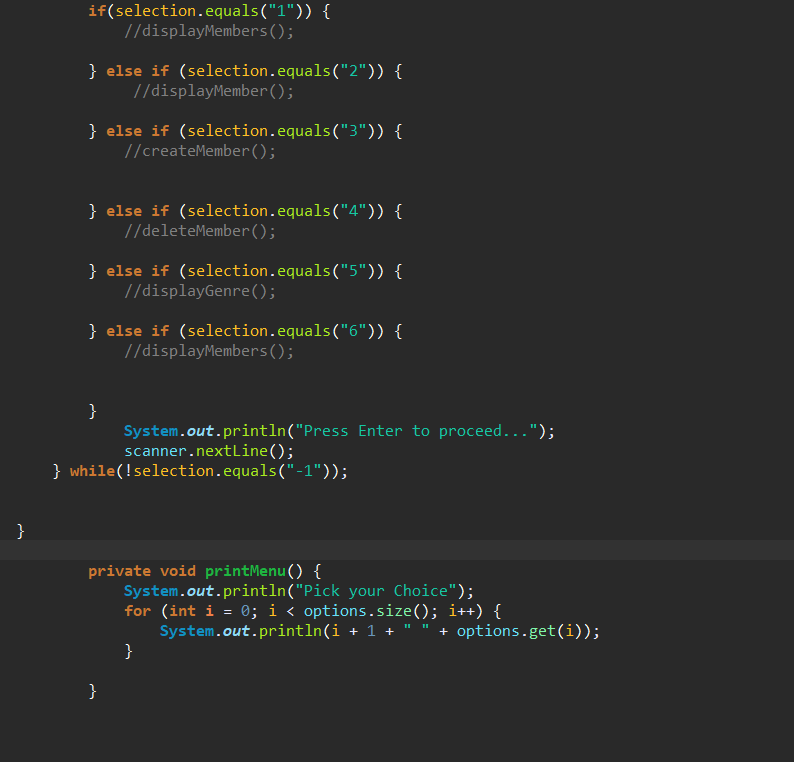 if(selection.equals("1")) {
//displayMembers();
} else if (selection.equals("2")) {
//displayMember();
} else if (selection.equals("3")) {
//createMember();
} else if (selection.equals("4")) {
//deleteMember();
} else if (selection.equals("5")) {
//displayGenre();
} else if (selection.equals("6")) {
//displayMembers();
}
System.out.println("Press Enter to proceed...");
scanner.nextLine();
} while(!selection.equals("-1"));
}
private void printMenu() {
System.out.println("Pick your Choice");
for (int i = 0; i < options.size(); i++) {
System.out.println(i + 1 + " " + options.get(i));
}
}